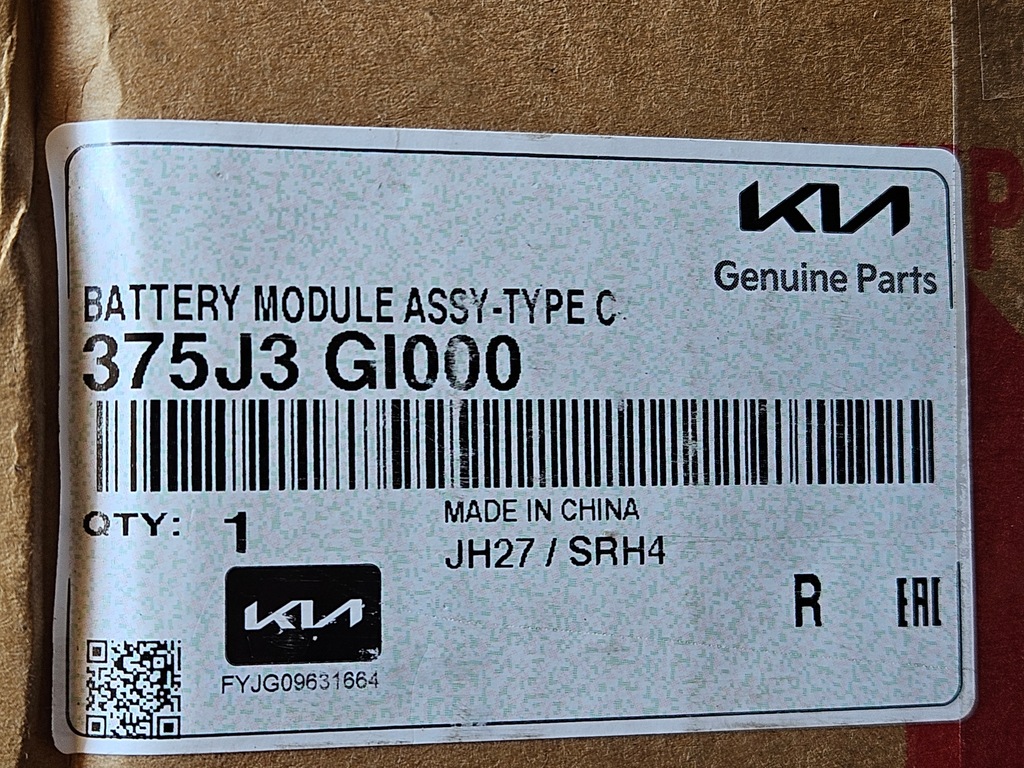 KIA
Genuine Parts
BATTERY MODULE ASSY-TYPE C
375J3 GI000
QTY: 1
MADE IN CHINA
JH27 / SRH4
R
EAC
KIA
FYJG09631664
P